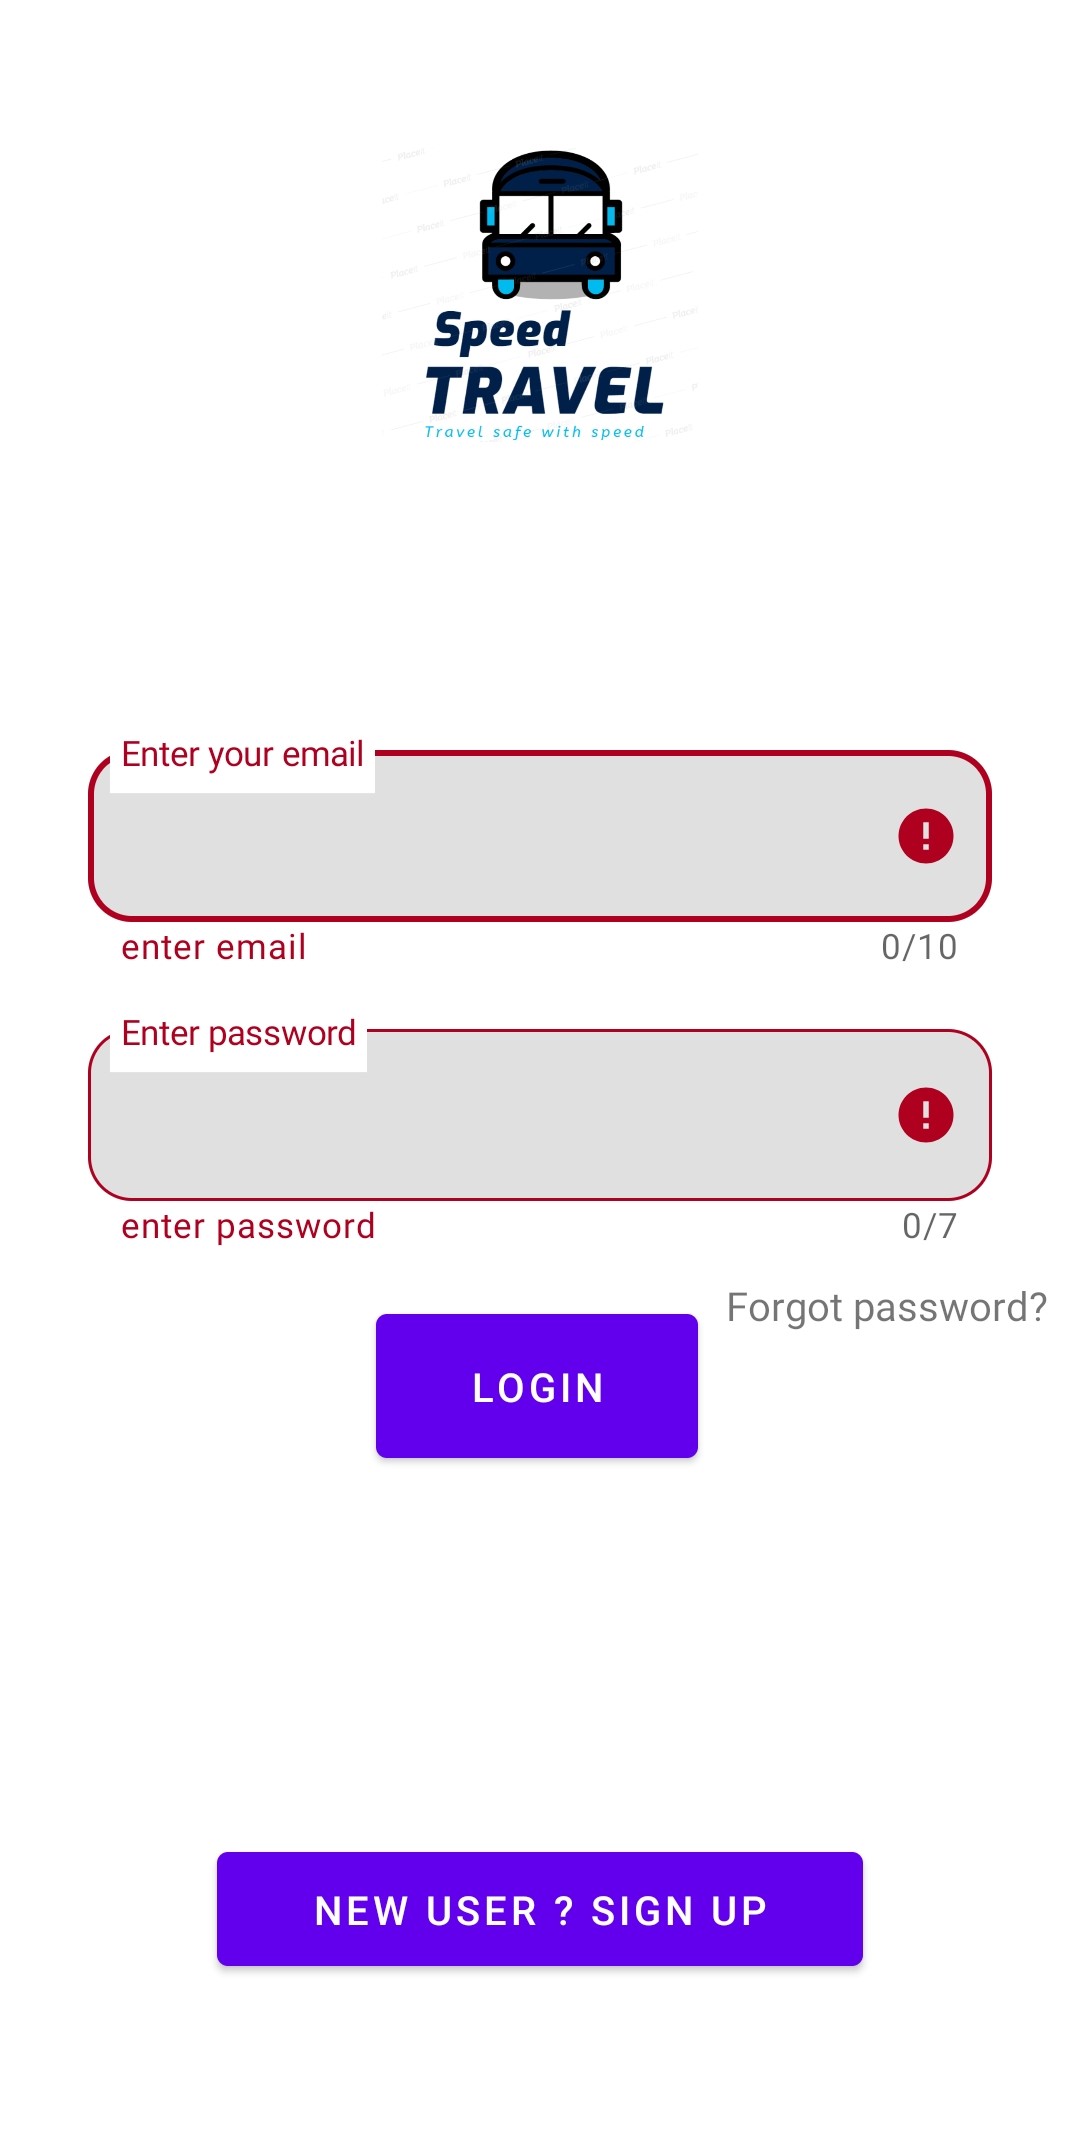 Speed
TRAVEL
Travel safe with speed
Enter your email
enter email
0/10
Enter password
enter password
0/7
Forgot password?
LOGIN
NEW USER ? SIGN UP